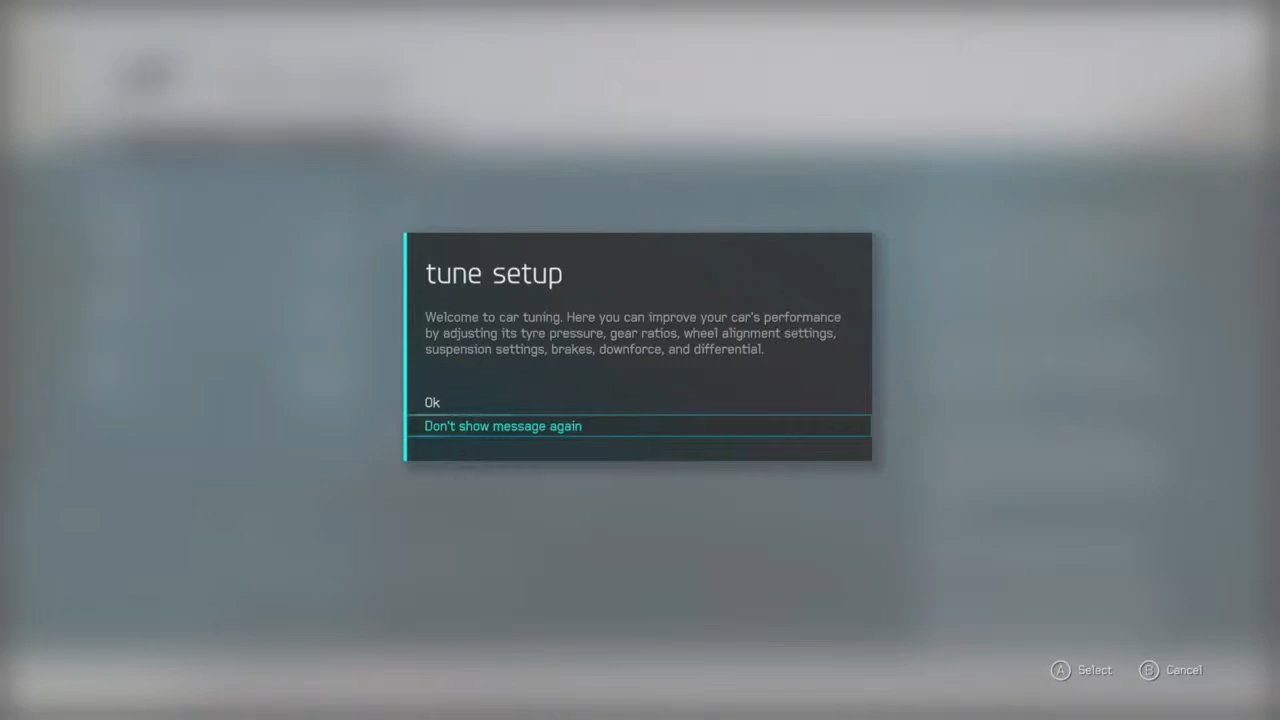 tune setup
Welcome to car tuning. Here you can improve your car's performance
by adjusting its tyre pressure, gear ratios, wheel alignment settings,
suspension settings, brakes, downforce, and differential.
Ok
Don't show message again
A Select B Cancel